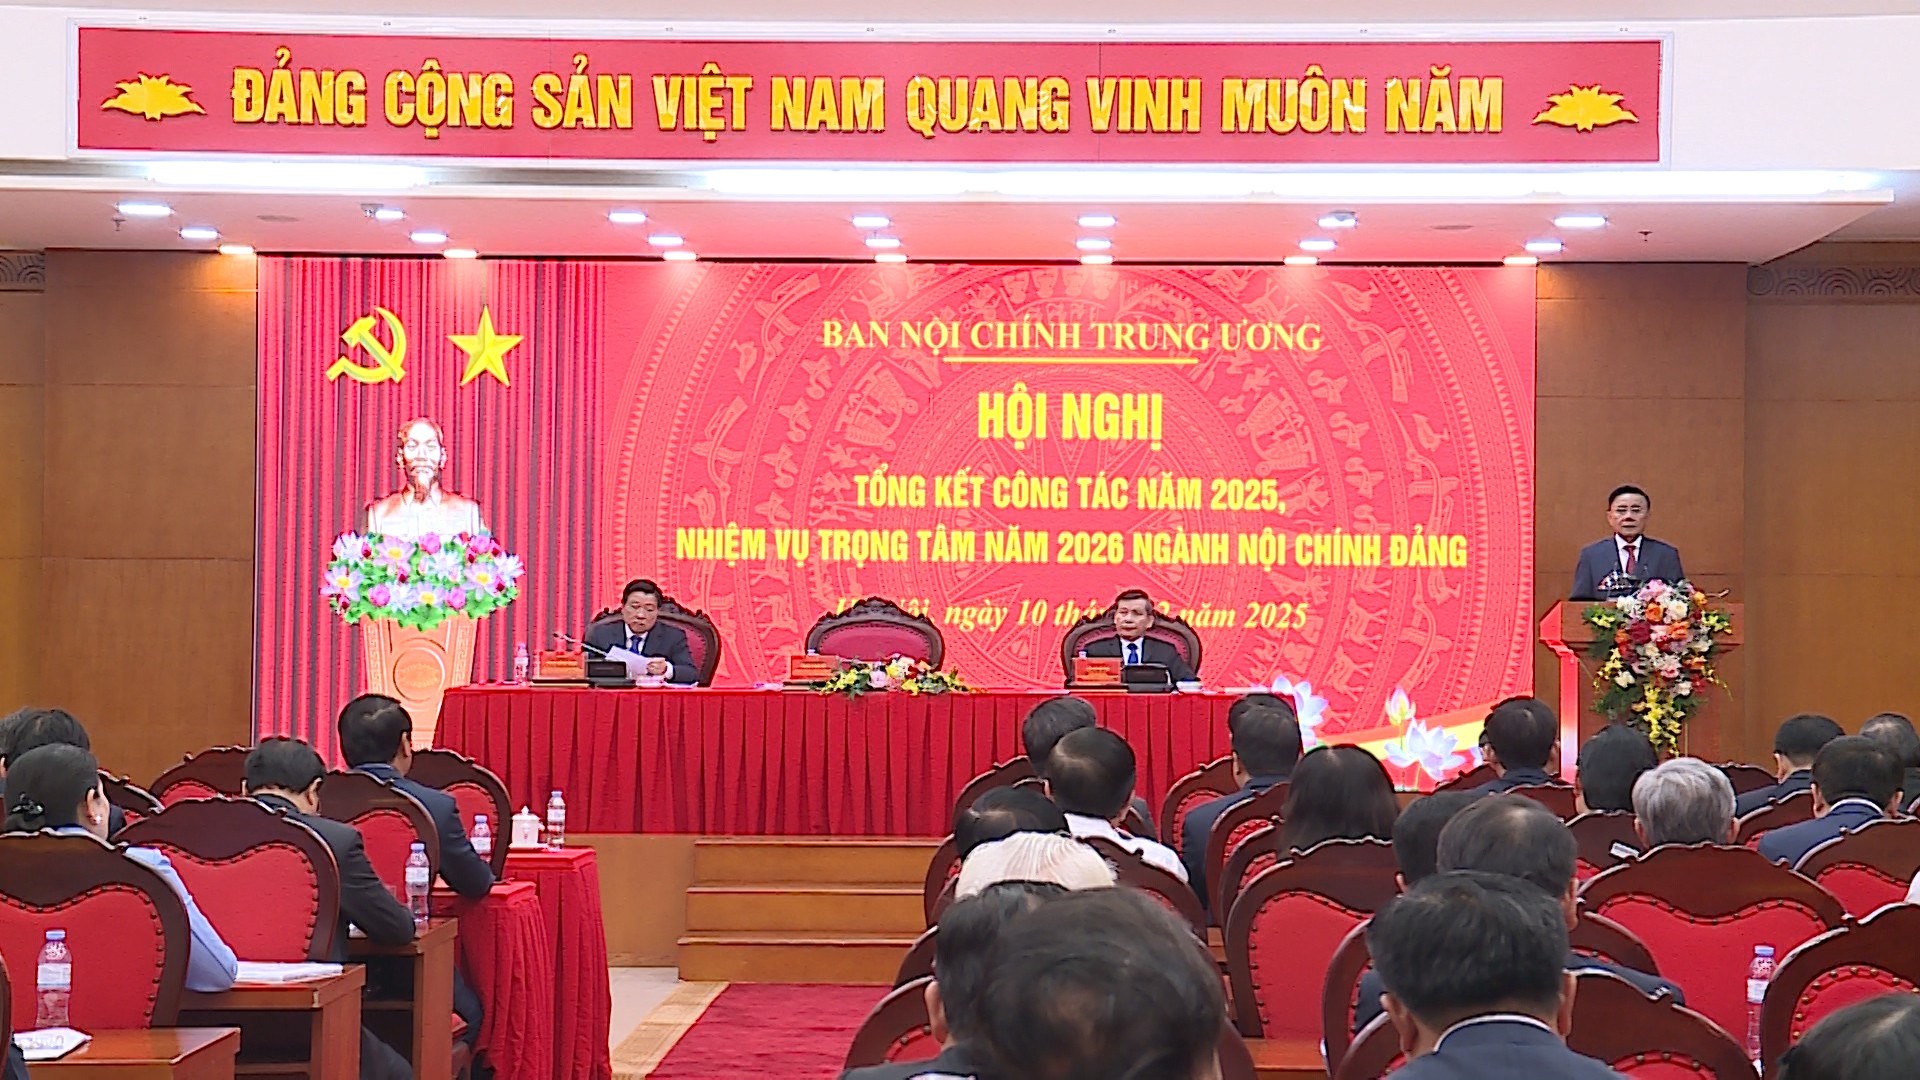 ĐẢNG CỘNG SẢN VIỆT NAM QUANG VINH MUÔN NĂM
BAN NỘI CHÍNH TRUNG ƯƠNG
HỘI NGHỊ
TỔNG KẾT CÔNG TÁC NĂM 2025,
NHIỆM VỤ TRỌNG TÂM NĂM 2026 NGÀNH NỘI CHÍNH ĐẢNG
ngày 10 năm 2025